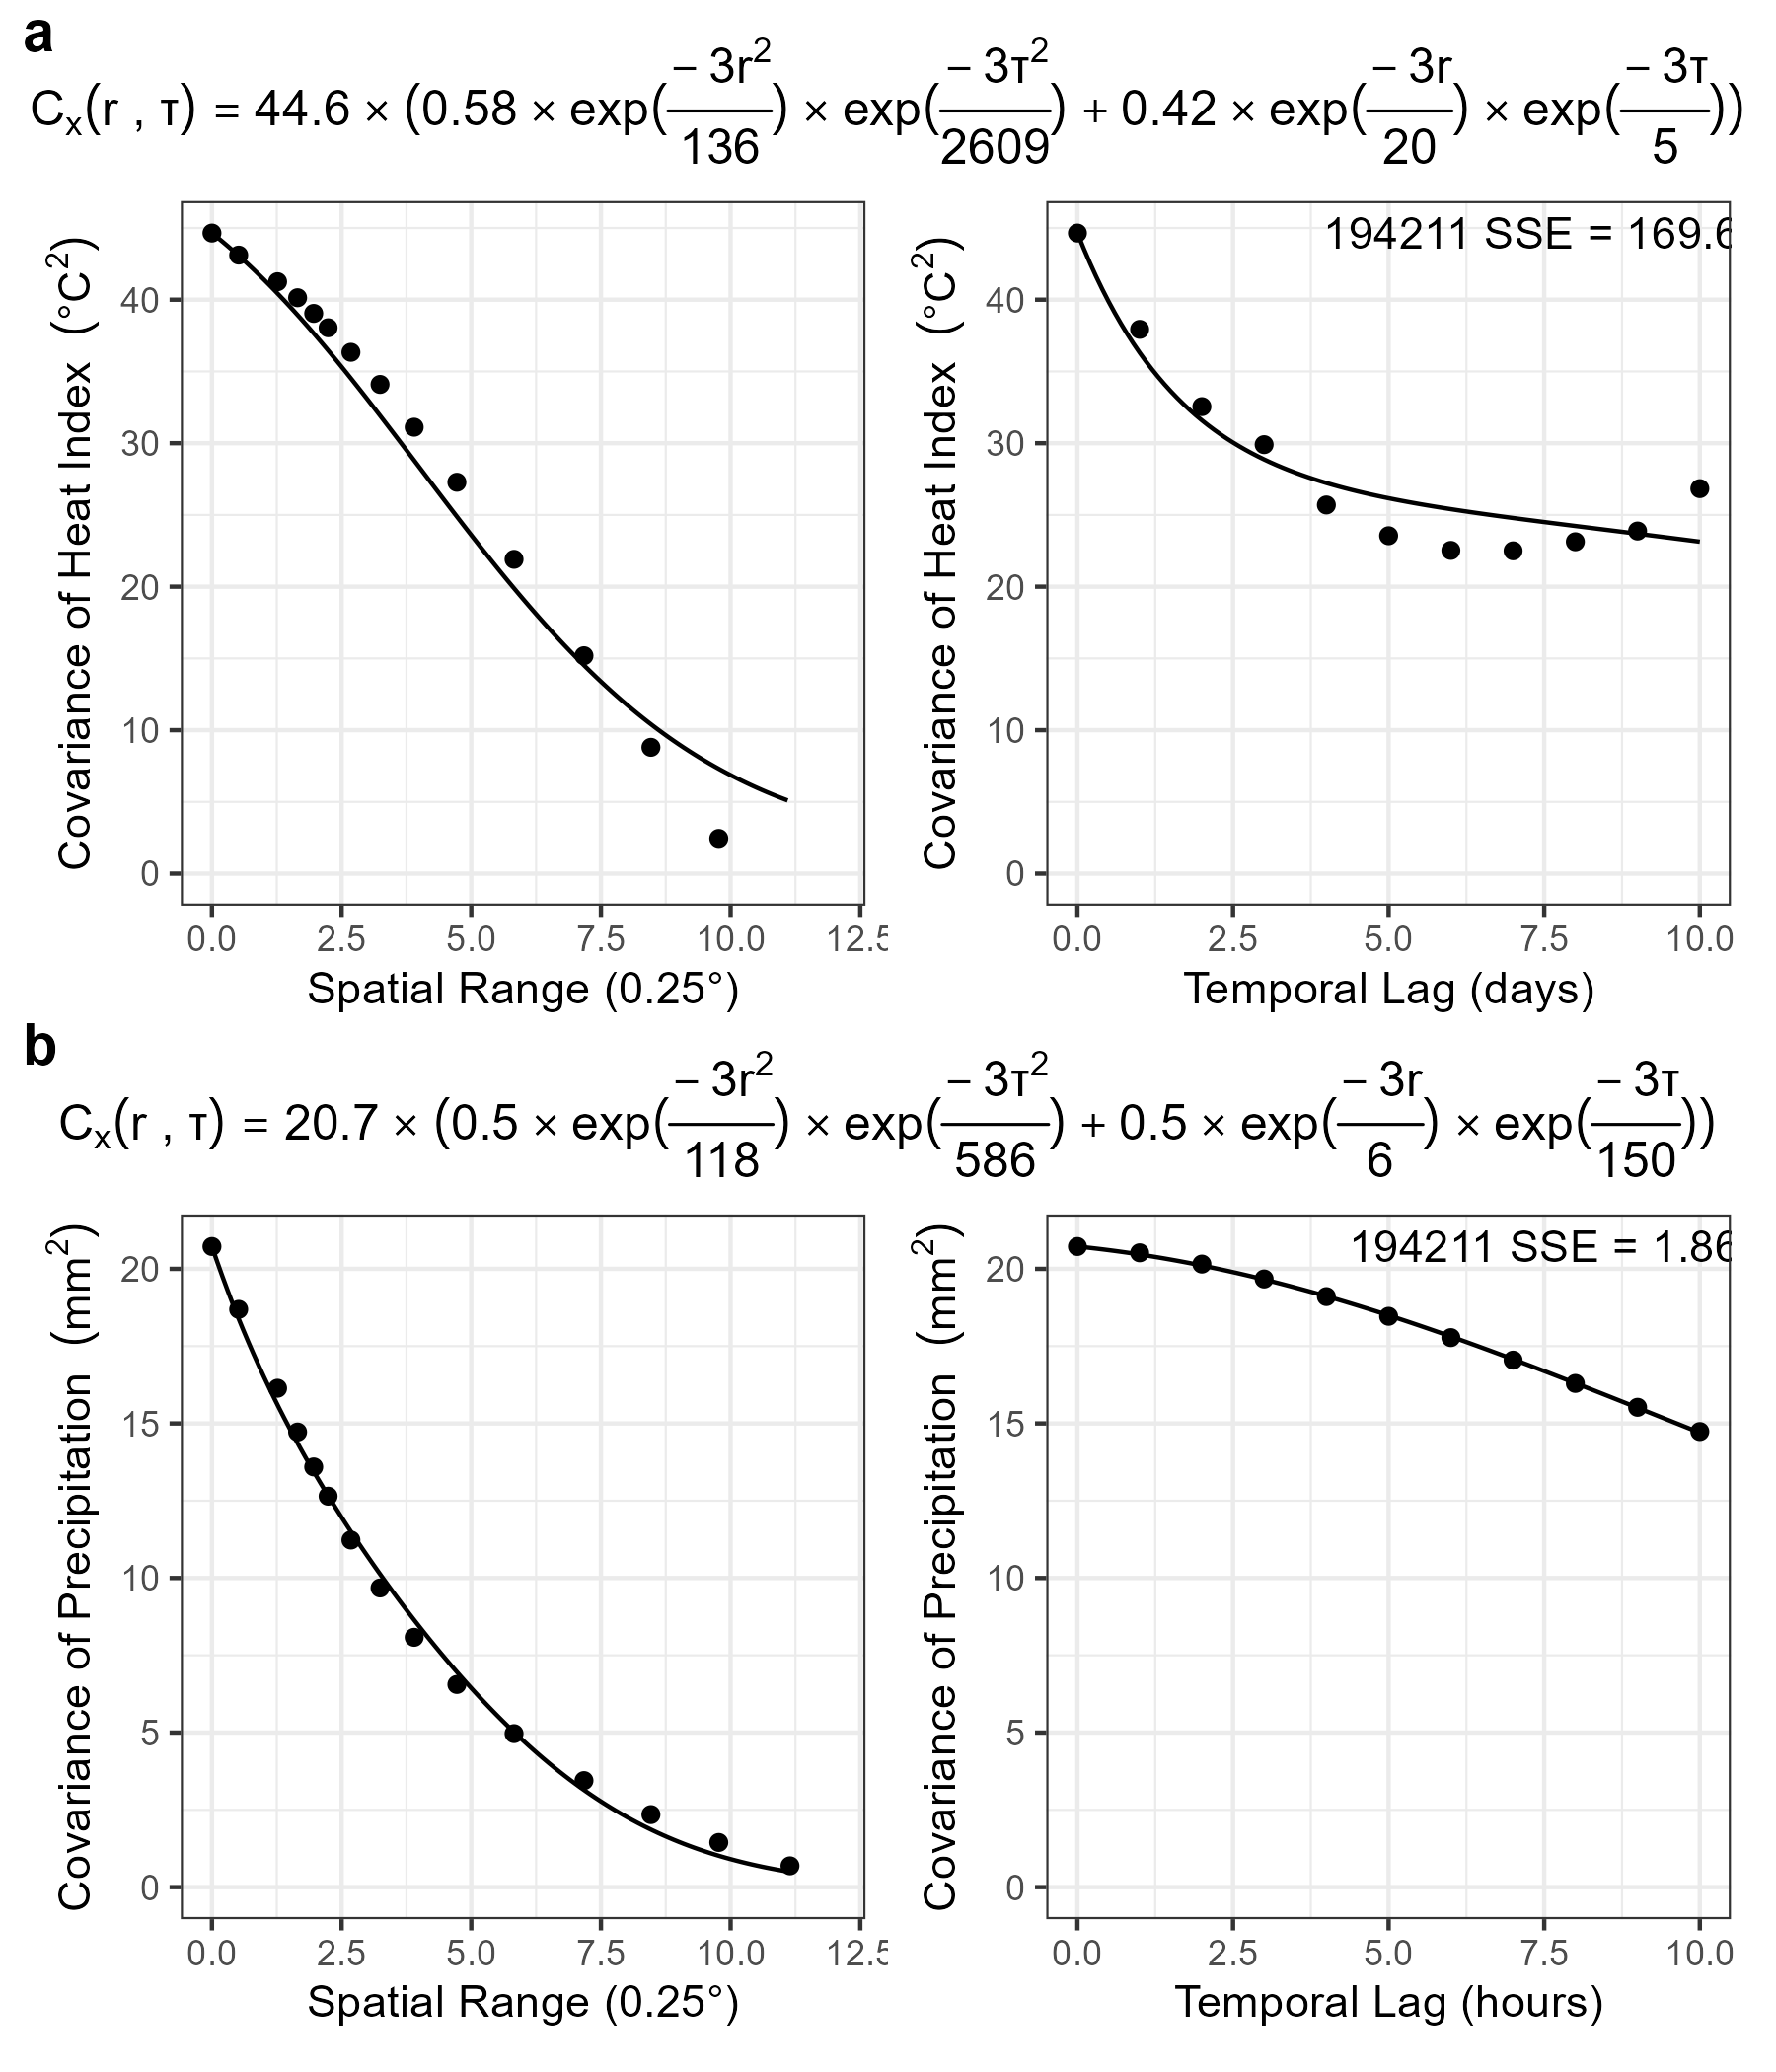 a
Cₓ(r , τ) = 44.6 × (0.58 × exp(− 3r²/136) × exp(− 3τ²/2609) + 0.42 × exp(− 3r/20) × exp(− 3τ/5))
Covariance of Heat Index (°C²)
40
30
20
10
0
0.0 2.5 5.0 7.5 10.0 12.5
Spatial Range (0.25°)
194211 SSE = 169.6
Covariance of Heat Index (°C²)
40
30
20
10
0
0.0 2.5 5.0 7.5 10.0
Temporal Lag (days)
b
Cₓ(r , τ) = 20.7 × (0.5 × exp(− 3r²/118) × exp(− 3τ²/586) + 0.5 × exp(− 3r/6) × exp(− 3τ/150))
Covariance of Precipitation (mm²)
20
15
10
5
0
0.0 2.5 5.0 7.5 10.0 12.5
Spatial Range (0.25°)
194211 SSE = 1.86
Covariance of Precipitation (mm²)
20
15
10
5
0
0.0 2.5 5.0 7.5 10.0
Temporal Lag (hours)